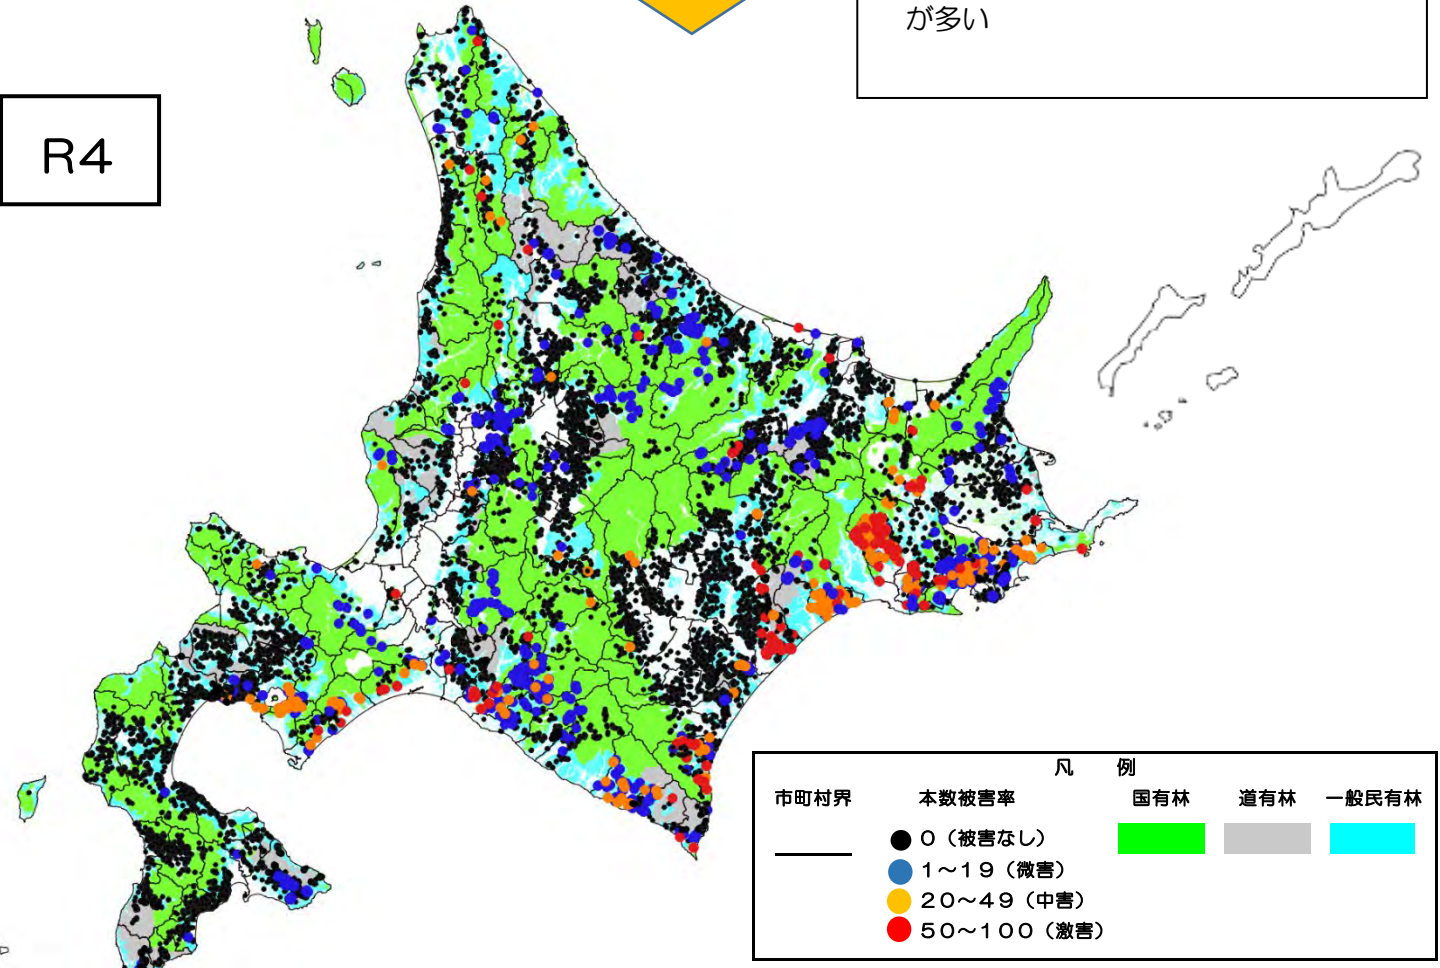 が多い
R4
凡　例
市町村界　本数被害率　国有林　道有林　一般民有林
０（被害なし）
１～１９（微害）
２０～４９（中害）
５０～１００（激害）